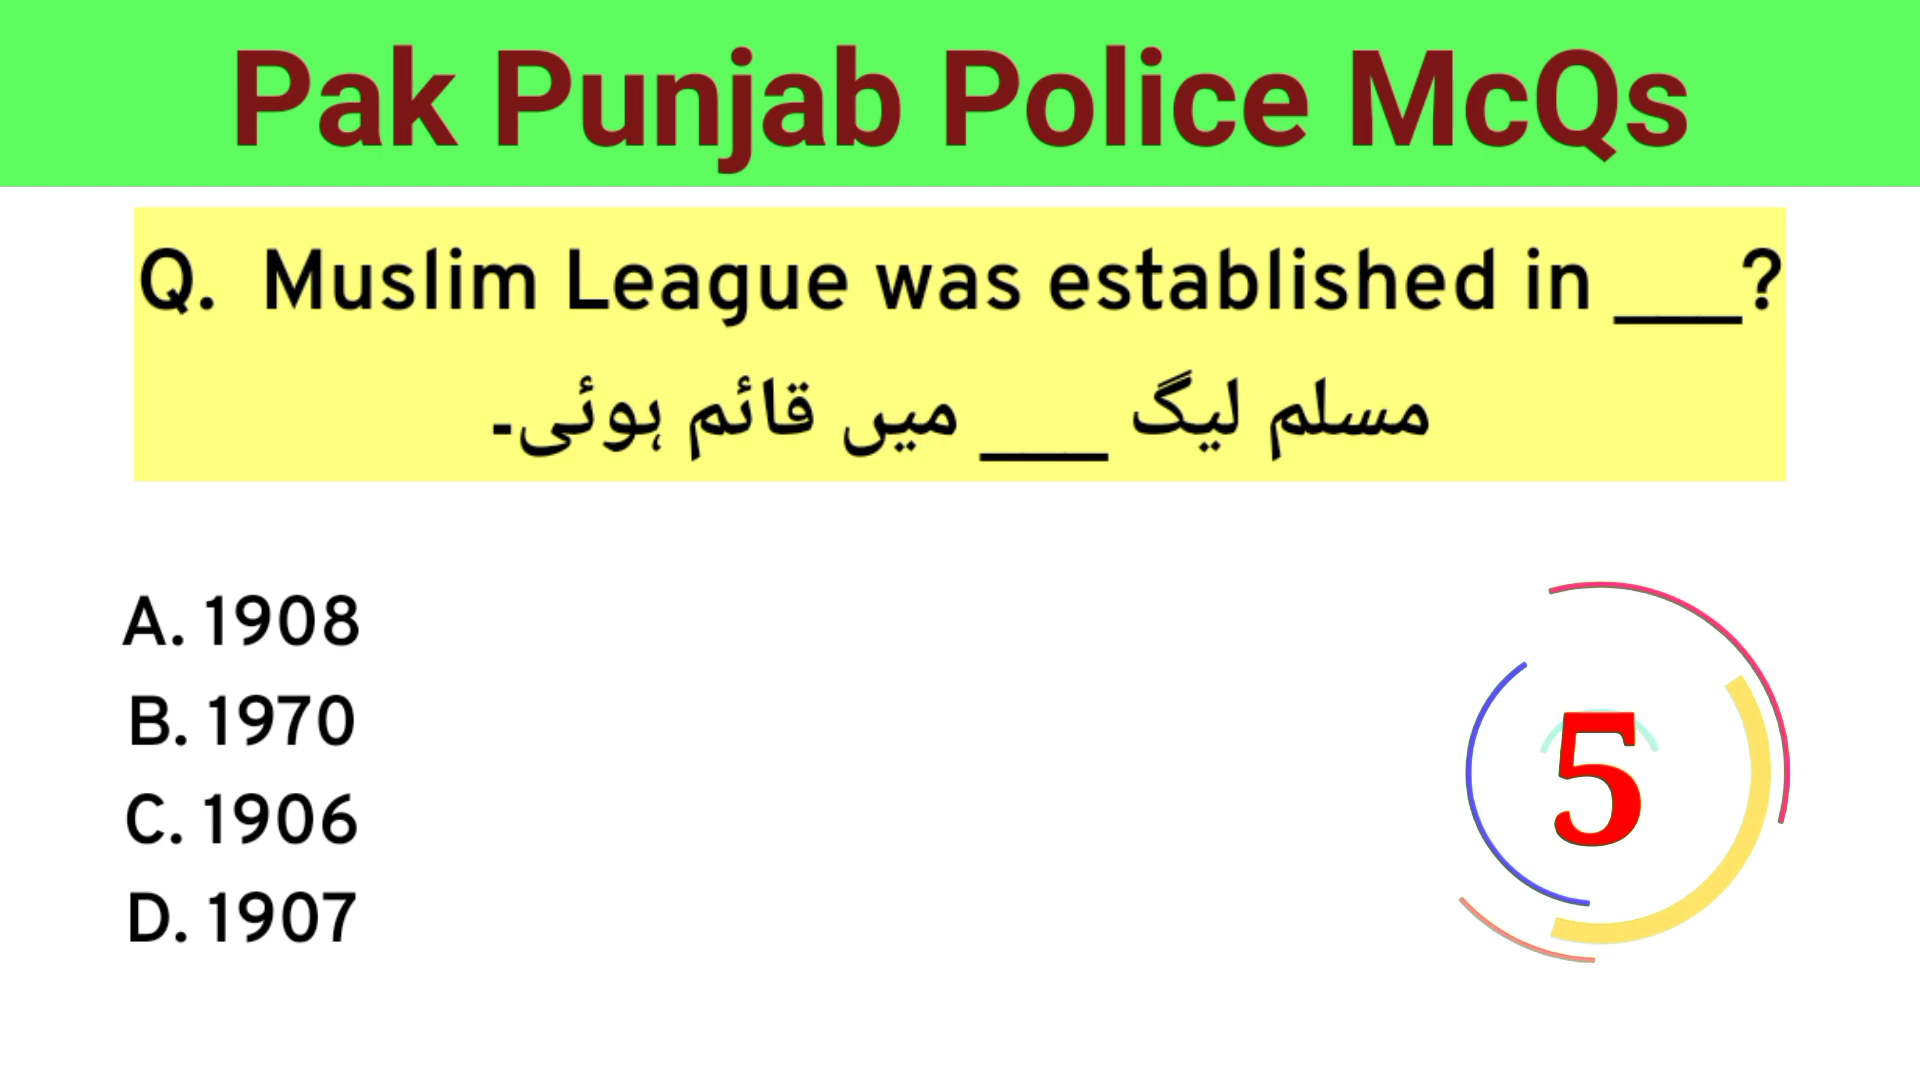 Pak Punjab Police McQs
Q. Muslim League was established in ___?
مسلم لیگ ___ میں قائم ہوئی۔
A. 1908
B. 1970
C. 1906
D. 1907
5